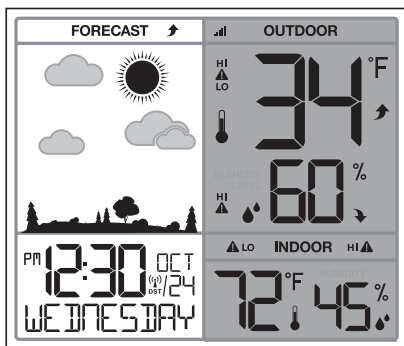 FORECAST
OUTDOOR
HI
LO
34 °F
HUMIDITY
LEVEL
HI
60 %
PM 12:30 OCT
DST /24
WEDNESDAY
LO INDOOR HI
72 °F
HUMIDITY
45 %